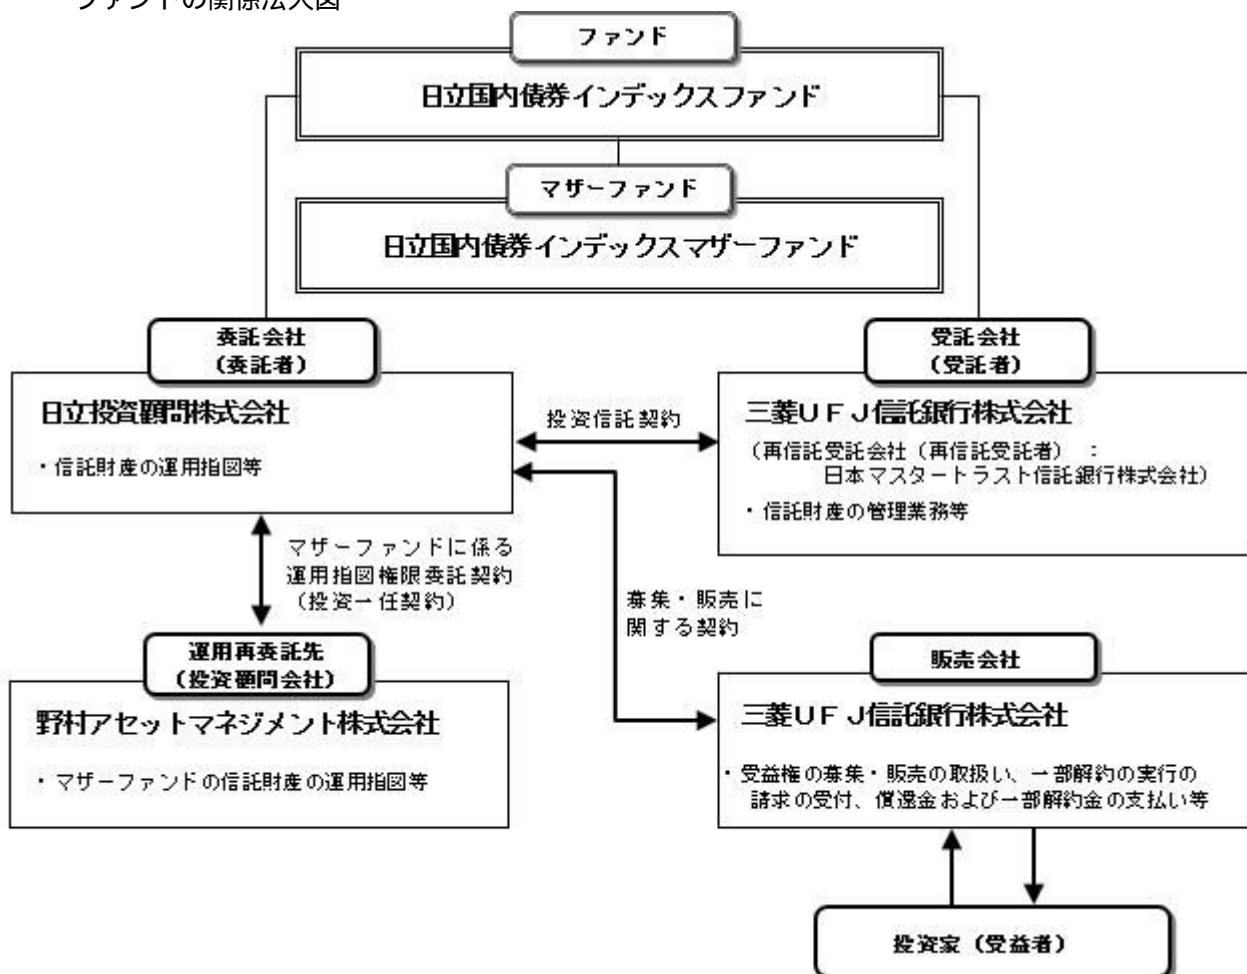 ファンドの関係法人図
ファンド
日立国内債券インデックスファンド
マザーファンド
日立国内債券インデックスマザーファンド
委託会社
(委託者)
日立投資顧問株式会社
・信託財産の運用指図等
投資信託契約
受託会社
(受託者)
三菱UFJ信託銀行株式会社
(再信託受託会社(再信託受託者) :
日本マスタートラスト信託銀行株式会社)
・信託財産の管理業務等
マザーファンドに係る
運用指図権限委託契約
(投資一任契約)
募集・販売に
関する契約
運用再委託先
(投資顧問会社)
野村アセットマネジメント株式会社
・マザーファンドの信託財産の運用指図等
販売会社
三菱UFJ信託銀行株式会社
・受益権の募集・販売の取扱い、一部解約の実行の
請求の受付、償還金および一部解約金の支払い等
投資家(受益者)